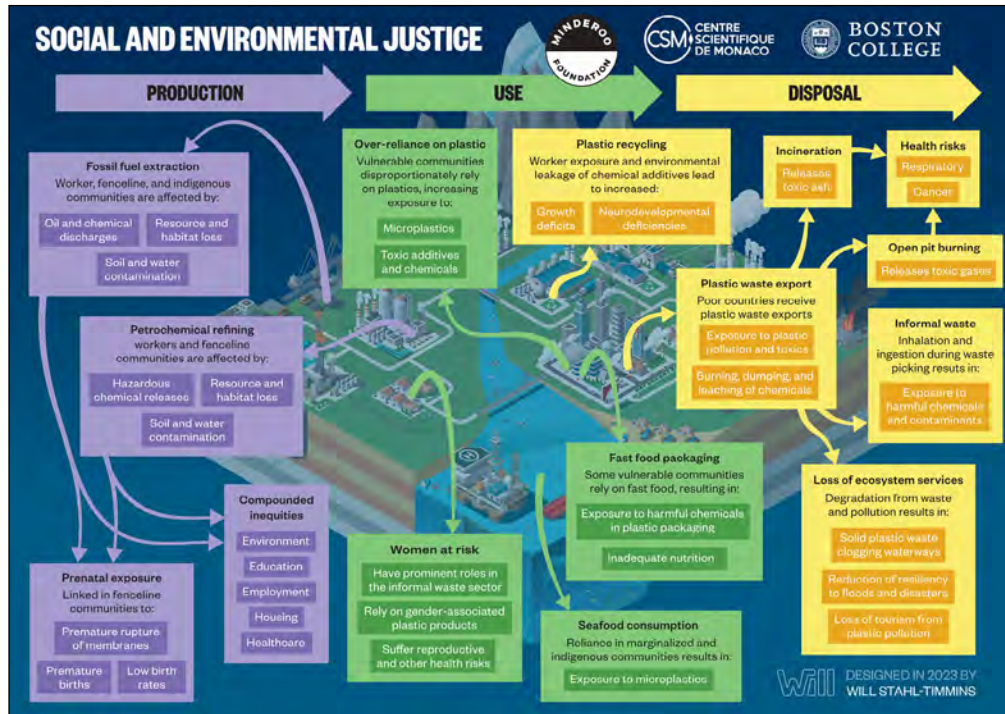 SOCIAL AND ENVIRONMENTAL JUSTICE
MINDEROO
FOUNDATION
CSM
CENTRE
SCIENTIFIQUE
DE MONACO
BOSTON
COLLEGE
PRODUCTION
USE
DISPOSAL
Fossil fuel extraction
Worker, fenceline, and indigenous
communities are affected by:
Oil and chemical
discharges
Resource and
habitat loss
Soil and water
contamination
Petrochemical refining
workers and fenceline
communities are affected by:
Hazardous
chemical releases
Resource and
habitat loss
Soil and water
contamination
Prenatal exposure
Linked in fenceline
communities to:
Premature rupture
of membranes
Premature
births
Low birth
rates
Compounded
inequities
Environment
Education
Employment
Housing
Healthcare
Over-reliance on plastic
Vulnerable communities
disproportionately rely
on plastics, increasing
exposure to:
Microplastics
Toxic additives
and chemicals
Women at risk
Have prominent roles in
the informal waste sector
Rely on gender-associated
plastic products
Suffer reproductive
and other health risks
Fast food packaging
Some vulnerable communities
rely on fast food, resulting in:
Exposure to harmful chemicals
in plastic packaging
Inadequate nutrition
Seafood consumption
Reliance in marginalized and
indigenous communities results in:
Exposure to microplastics
Plastic recycling
Worker exposure and environmental
leakage of chemical additives lead
to increased:
Growth
deficits
Neurodevelopmental
deficiencies
Plastic waste export
Poor countries receive
plastic waste exports
Exposure to plastic
pollution and toxics
Burning, dumping, and
leaching of chemicals
Incineration
Releases
toxic ash
Health risks
Respiratory
Cancer
Open pit burning
Releases toxic gases
Informal waste
Inhalation and
ingestion during waste
picking resuts in:
Exposure to
harmful chemicals
and contaminants
Loss of ecosystem services
Degradation from waste
and pollution results in:
Solid plastic waste
clogging waterways
Reduction of resiliency
to floods and disasters
Loss of tourism from
plastic pollution
H
Will
DESIGNED IN 2023 BY
WILL STAHL-TIMMINS